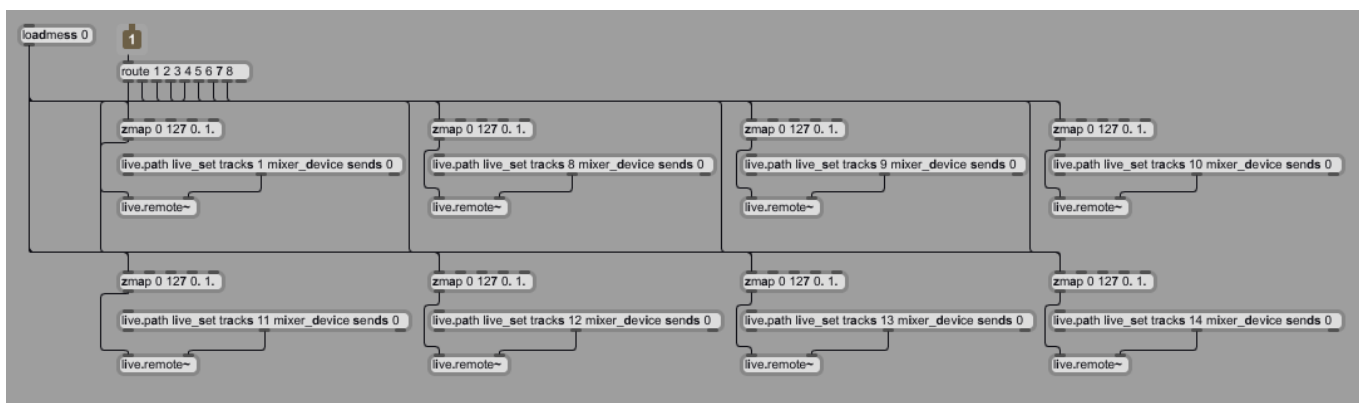 loadmess 0
1
route 1 2 3 4 5 6 7 8
zmap 0 127 0. 1.
zmap 0 127 0. 1.
zmap 0 127 0. 1.
zmap 0 127 0. 1.
live.path live_set tracks 1 mixer_device sends 0
live.path live_set tracks 8 mixer_device sends 0
live.path live_set tracks 9 mixer_device sends 0
live.path live_set tracks 10 mixer_device sends 0
live.remote~
live.remote~
live.remote~
live.remote~
zmap 0 127 0. 1.
zmap 0 127 0. 1.
zmap 0 127 0. 1.
zmap 0 127 0. 1.
live.path live_set tracks 11 mixer_device sends 0
live.path live_set tracks 12 mixer_device sends 0
live.path live_set tracks 13 mixer_device sends 0
live.path live_set tracks 14 mixer_device sends 0
live.remote~
live.remote~
live.remote~
live.remote~